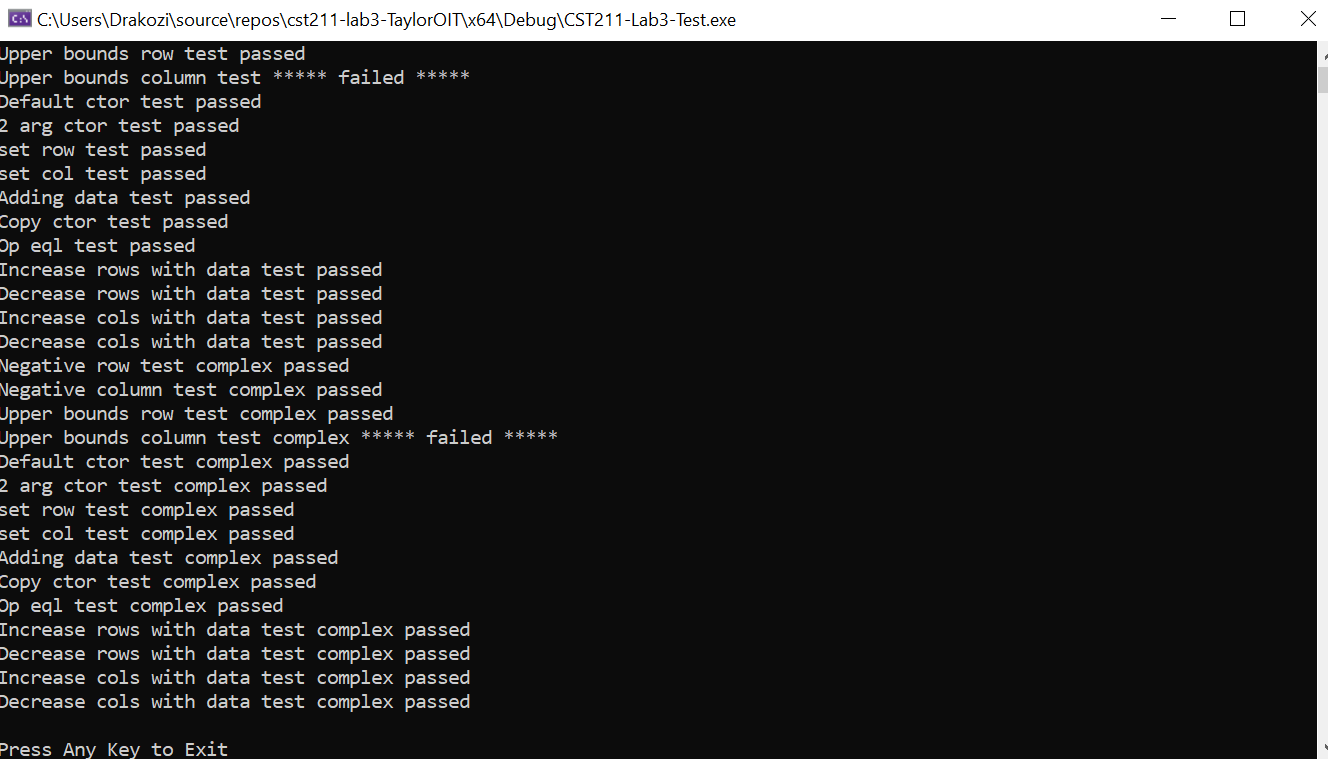 C:\Users\Drakozi\source\repos\cst211-lab3-TaylorOIT\x64\Debug\CST211-Lab3-Test.exe
Upper bounds row test passed
Upper bounds column test ***** failed *****
Default ctor test passed
2 arg ctor test passed
set row test passed
set col test passed
Adding data test passed
Copy ctor test passed
Op eql test passed
Increase rows with data test passed
Decrease rows with data test passed
Increase cols with data test passed
Decrease cols with data test passed
Negative row test complex passed
Negative column test complex passed
Upper bounds row test complex passed
Upper bounds column test complex ***** failed *****
Default ctor test complex passed
2 arg ctor test complex passed
set row test complex passed
set col test complex passed
Adding data test complex passed
Copy ctor test complex passed
Op eql test complex passed
Increase rows with data test complex passed
Decrease rows with data test complex passed
Increase cols with data test complex passed
Decrease cols with data test complex passed
Press Any Key to Exit